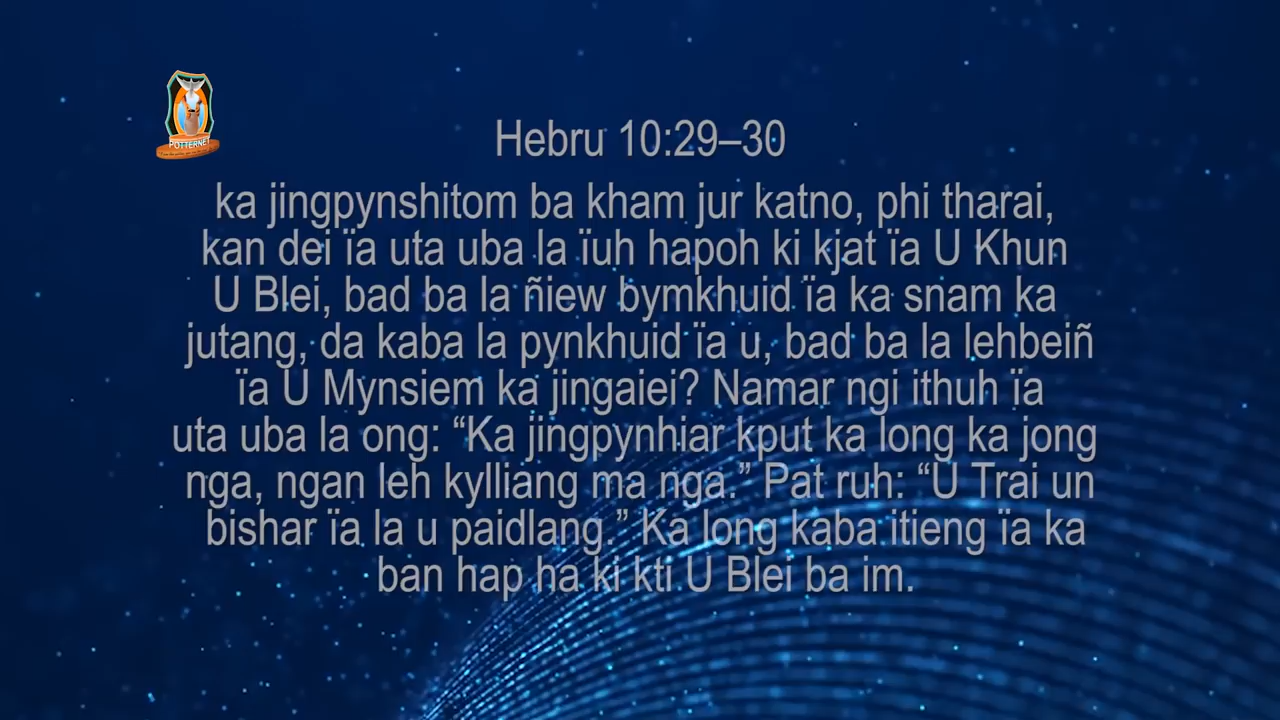 POTTERNET
Hebru 10:29–30
ka jingpynshitom ba kham jur katno, phi tharai,
kan dei ïa uta uba la ïuh hapoh ki kjat ïa U Khun
U Blei, bad ba la ñiew bymkhuid ïa ka snam ka
jutang, da kaba la pynkhuid ïa u, bad ba la lehbeiñ
ïa U Mynsiem ka jingaiei? Namar ngi ithuh ïa
uta uba la ong: “Ka jingpynhiar kput ka long ka jong
nga, ngan leh kylliang ma nga.” Pat ruh: “U Trai un
bishar ïa la u paidlang.” Ka long kaba itieng ïa ka
ban hap ha ki kti U Blei ba im.